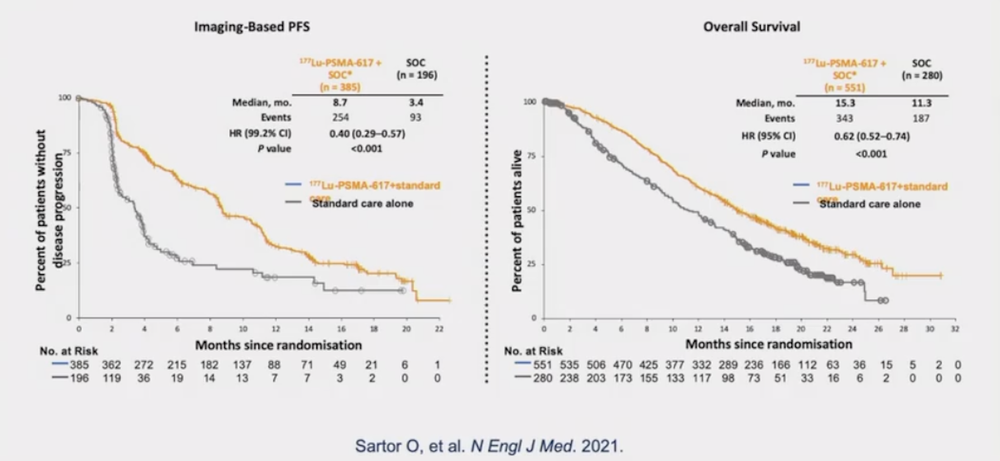 Imaging-Based PFS
177Lu-PSMA-617 +
SOC*
(n = 385)
SOC
(n = 196)
Median, mo. 8.7 3.4
Events 254 93
HR (99.2% CI) 0.40 (0.29–0.57)
P value <0.001
177Lu-PSMA-617+standard
care
Standard care alone
Percent of patients without
disease progression
100
75
50
25
0
0 2 4 6 8 10 12 14 16 18 20 22
Months since randomisation
No. at Risk
385 362 272 215 182 137 88 71 49 21 6 1
196 119 36 19 14 13 7 7 3 2 0 0
Overall Survival
177Lu-PSMA-617 +
SOC*
(n = 551)
SOC
(n = 280)
Median, mo. 15.3 11.3
Events 343 187
HR (95% CI) 0.62 (0.52–0.74)
P value <0.001
177Lu-PSMA-617+standard
care
Standard care alone
Percent of patients alive
100
75
50
25
0
0 2 4 6 8 10 12 14 16 18 20 22 24 26 28 30 32
Months since randomisation
No. at Risk
551 535 506 470 425 377 332 289 236 166 112 63 36 15 5 2 0
280 238 203 173 155 133 117 98 73 51 33 16 6 2 0 0 0
Sartor O, et al. N Engl J Med. 2021.